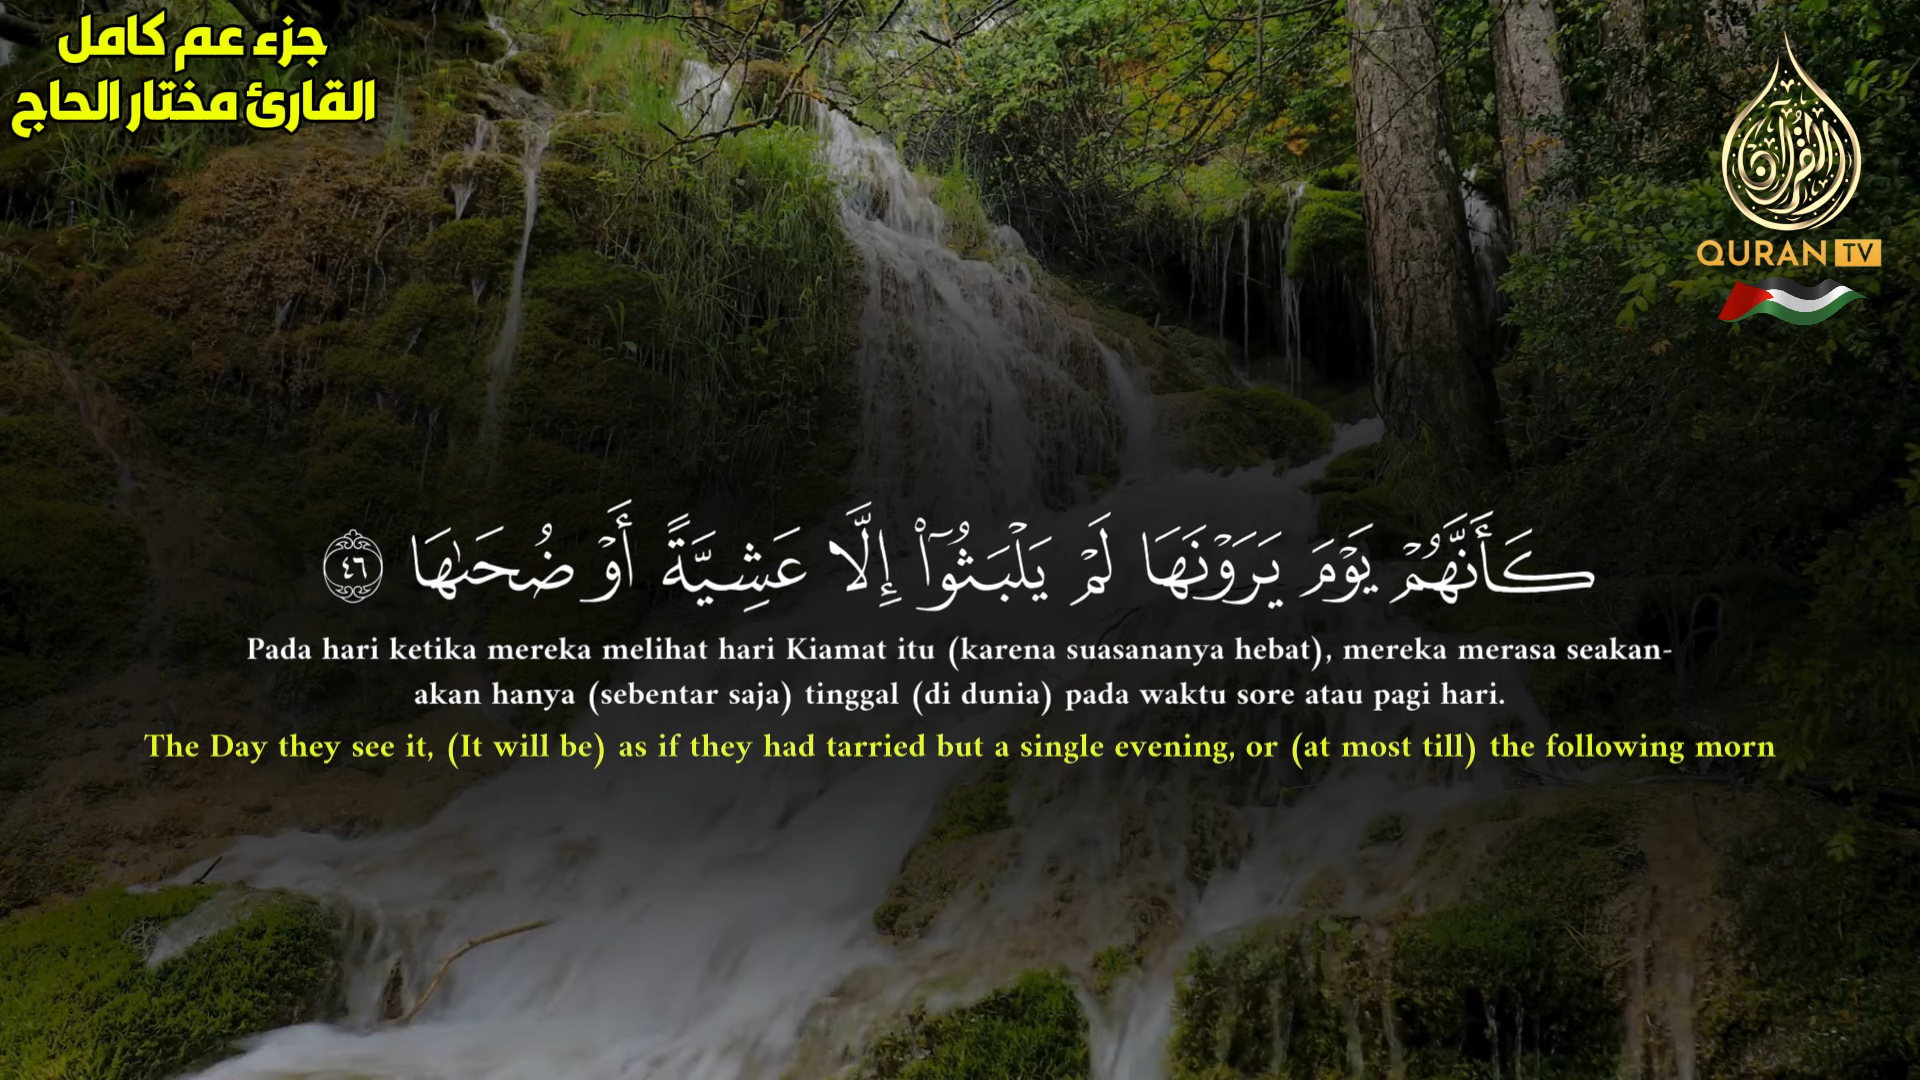 جزء عم كامل
القارئ مختار الحاج
القرآن
QURAN TV
كَأَنَّهُمْ يَوْمَ يَرَوْنَهَا لَمْ يَلْبَثُوٓا۟ إِلَّا عَشِيَّةً أَوْ ضُحَىٰهَا ٤٦
Pada hari ketika mereka melihat hari Kiamat itu (karena suasananya hebat), mereka merasa seakan-
akan hanya (sebentar saja) tinggal (di dunia) pada waktu sore atau pagi hari.
The Day they see it, (It will be) as if they had tarried but a single evening, or (at most till) the following morn